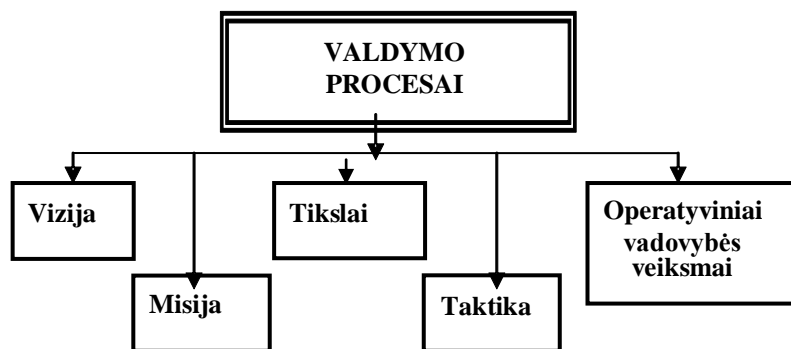 VALDYMO
PROCESAI
Vizija
Misija
Tikslai
Taktika
Operatyviniai
vadovybės
veiksmai